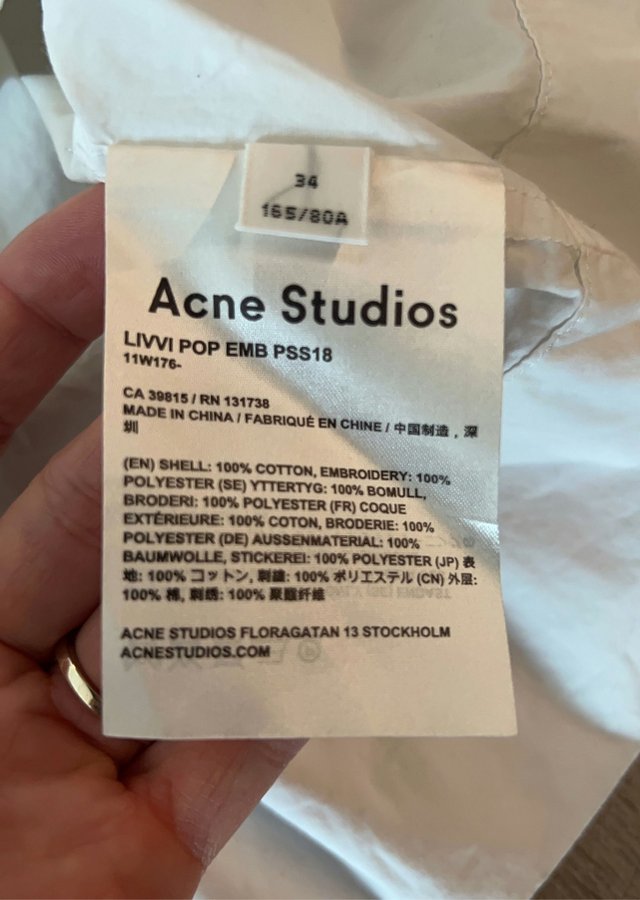 34
165/80A
Acne Studios
LIVVI POP EMB PSS18
11W176-
CA 39815 / RN 131738
MADE IN CHINA / FABRIQUÉ EN CHINE / 中国制造，深
圳
(EN) SHELL: 100% COTTON, EMBROIDERY: 100%
POLYESTER (SE) YTTERTYG: 100% BOMULL,
BRODERI: 100% POLYESTER (FR) COQUE
EXTÉRIEURE: 100% COTON, BRODERIE: 100%
POLYESTER (DE) AUSSENMATERIAL: 100%
BAUMWOLLE, STICKEREI: 100% POLYESTER (JP) 表
地: 100% コットン, 刺繍: 100% ポリエステル (CN) 外层:
100% 棉, 刺绣: 100% 聚酯纤维
ACNE STUDIOS FLORAGATAN 13 STOCKHOLM
ACNESTUDIOS.COM